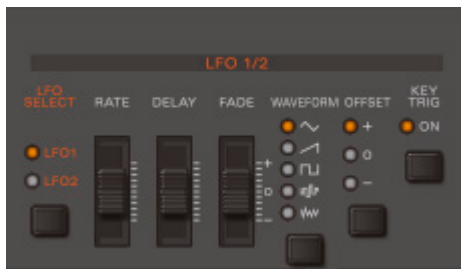 LFO 1/2
LFO SELECT
RATE
DELAY
FADE
WAVEFORM
OFFSET
KEY TRIG
LFO1
LFO2
+
0
-
+
0
-
ON